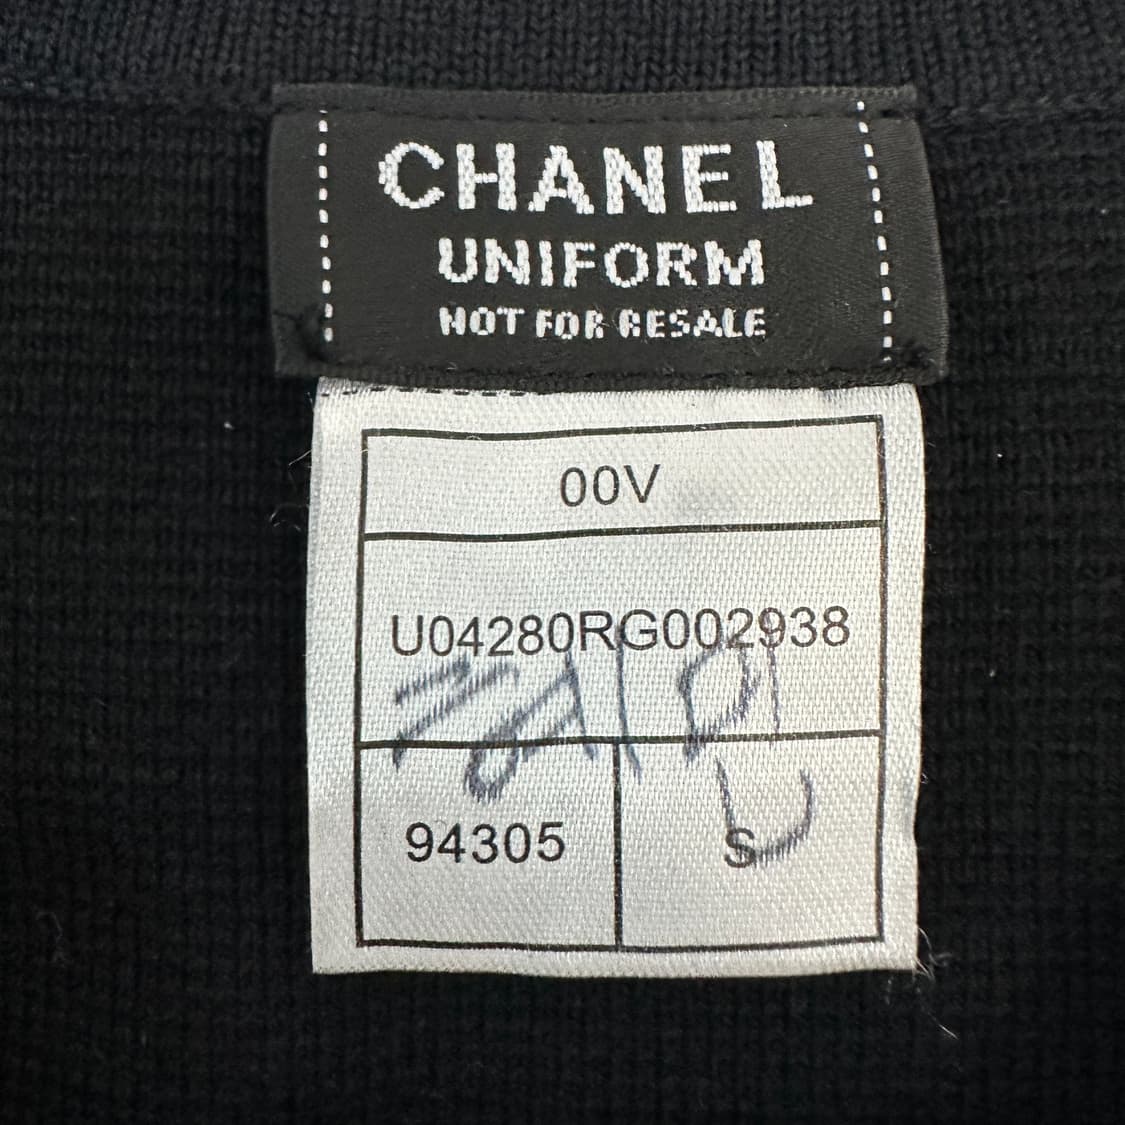 CHANEL
UNIFORM
NOT FOR RESALE
00V
U04280RG002938
94305
S